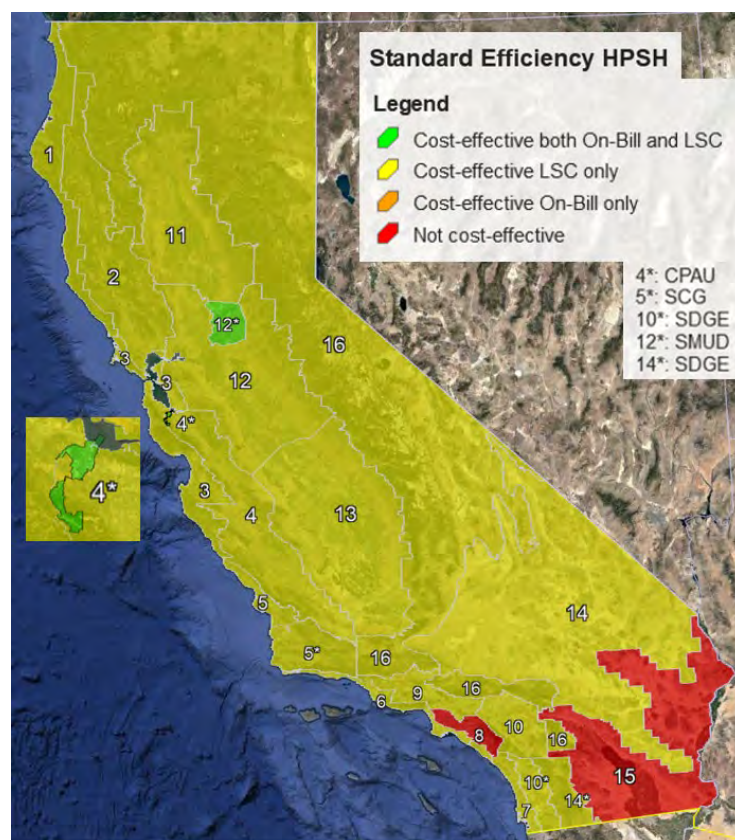 Standard Efficiency HPSH
Legend
Cost-effective both On-Bill and LSC
Cost-effective LSC only
Cost-effective On-Bill only
Not cost-effective
4*: CPAU
5*: SCG
10*: SDGE
12*: SMUD
14*: SDGE
1
11
2
12*
16
3
3
12
4*
4*
3
4
13
5
14
5*
16
6
9
16
8
10
16
15
10*
14*
7